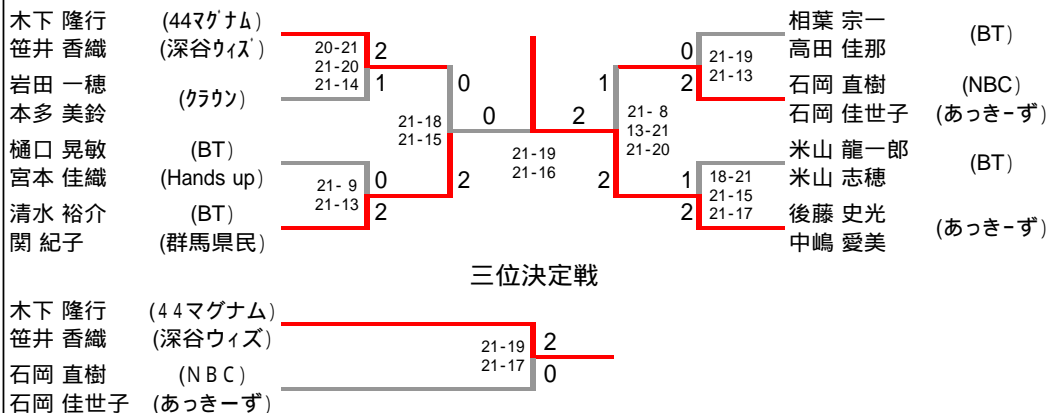 木下 隆行 (44マグナム)
笹井 香織 (深谷ウィズ)
岩田 一穂
本多 美鈴
(クラウン)
樋口 晃敏 (BT)
宮本 佳織 (Hands up)
清水 裕介 (BT)
関 紀子 (群馬県民)
20-21
21-20
21-14
2
1
21- 9
21-13
0
2
21-18
21-15
0
2
0
2
21-19
21-16
1
2
21- 8
13-21
21-20
0
2
21-19
21-13
1
2
18-21
21-15
21-17
相葉 宗一
高田 佳那
(BT)
石岡 直樹 (NBC)
石岡 佳世子 (あっきーず)
米山 龍一郎
米山 志穂
(BT)
後藤 史光
中嶋 愛美
(あっきーず)
三位決定戦
木下 隆行 (44マグナム)
笹井 香織 (深谷ウィズ)
石岡 直樹 (NBC)
石岡 佳世子 (あっきーず)
21-19
21-17
2
0